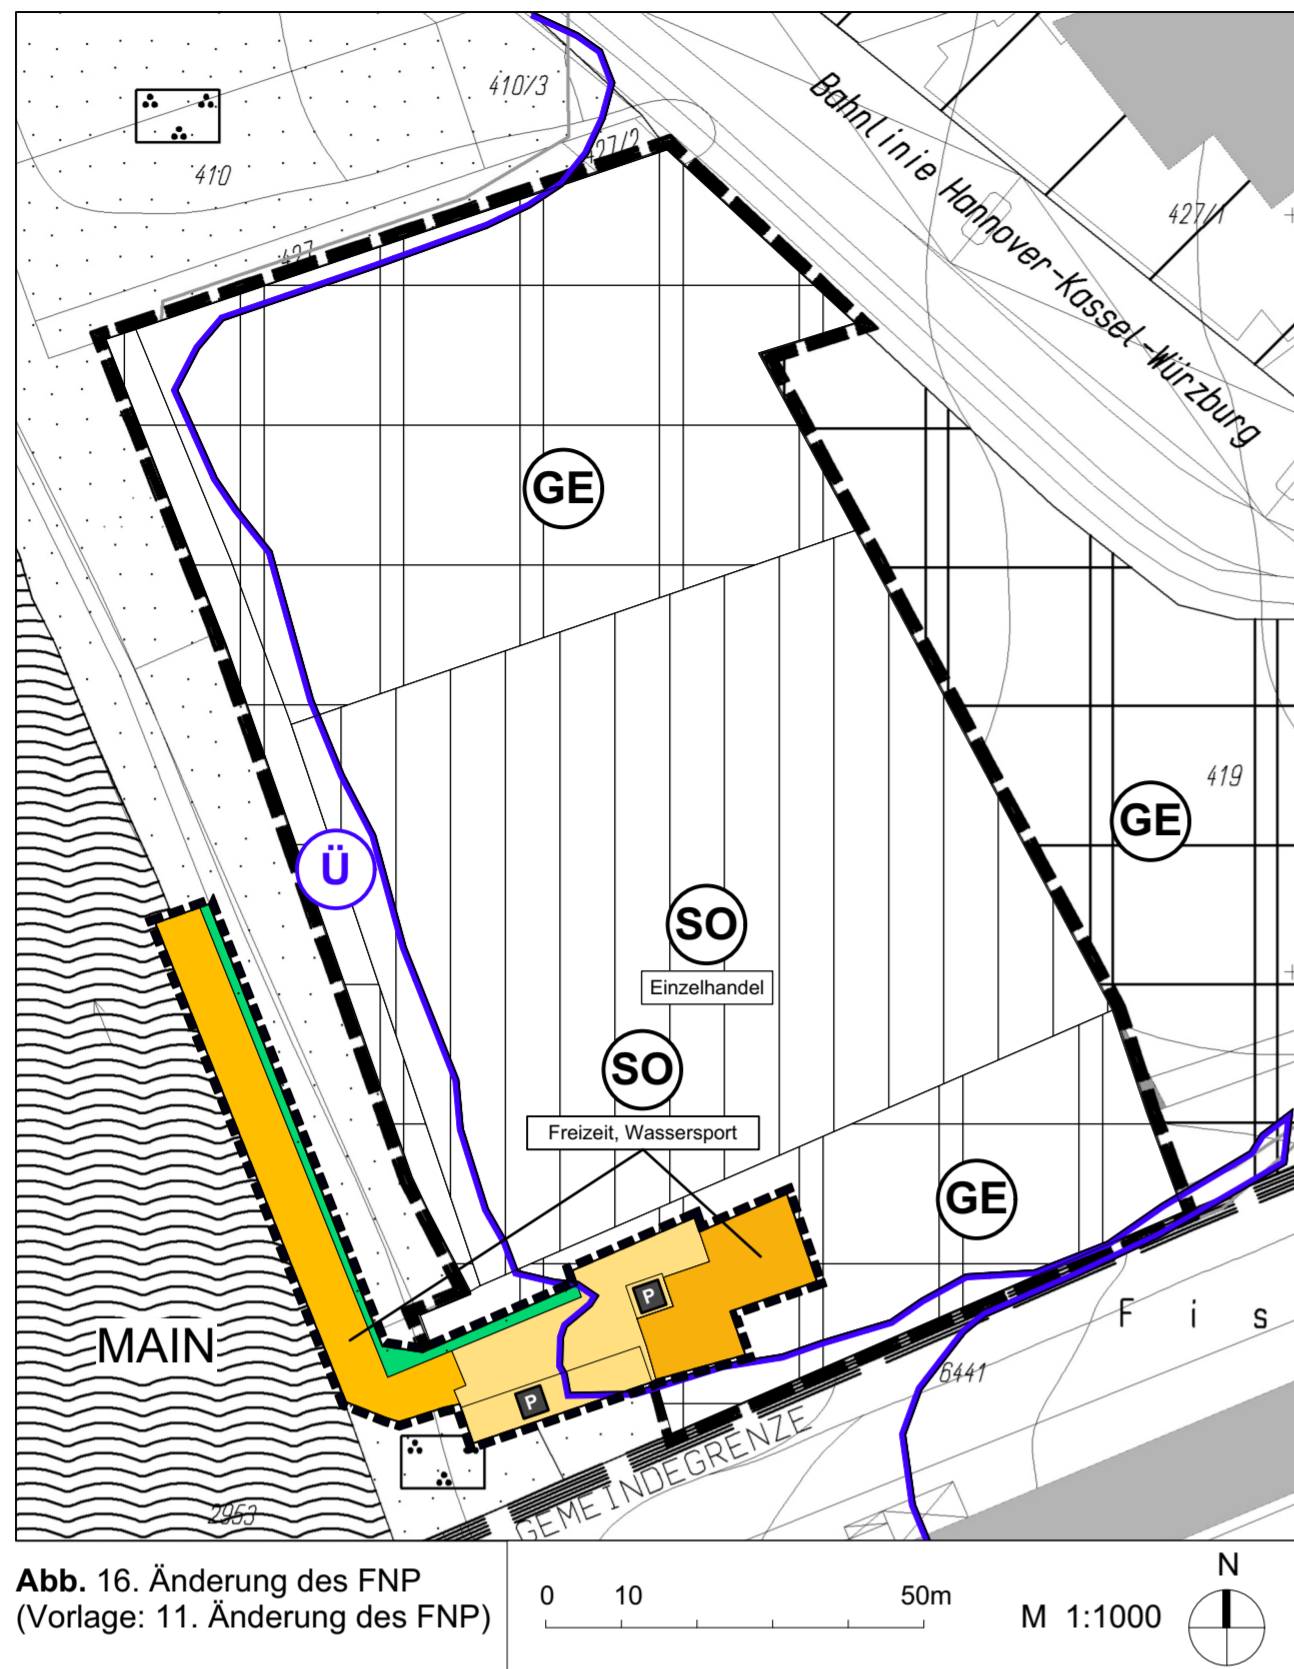 410/3
427/2
410
427
Bahnlinie Hannover-Kassel-Würzburg
427/1
GE
419
GE
Ü
SO
Einzelhandel
SO
Freizeit, Wassersport
GE
P
MAIN
F i s
6441
P
GEMEINDEGRENZE
2953
Abb. 16. Änderung des FNP
(Vorlage: 11. Änderung des FNP)
0 10 50m
M 1:1000
N